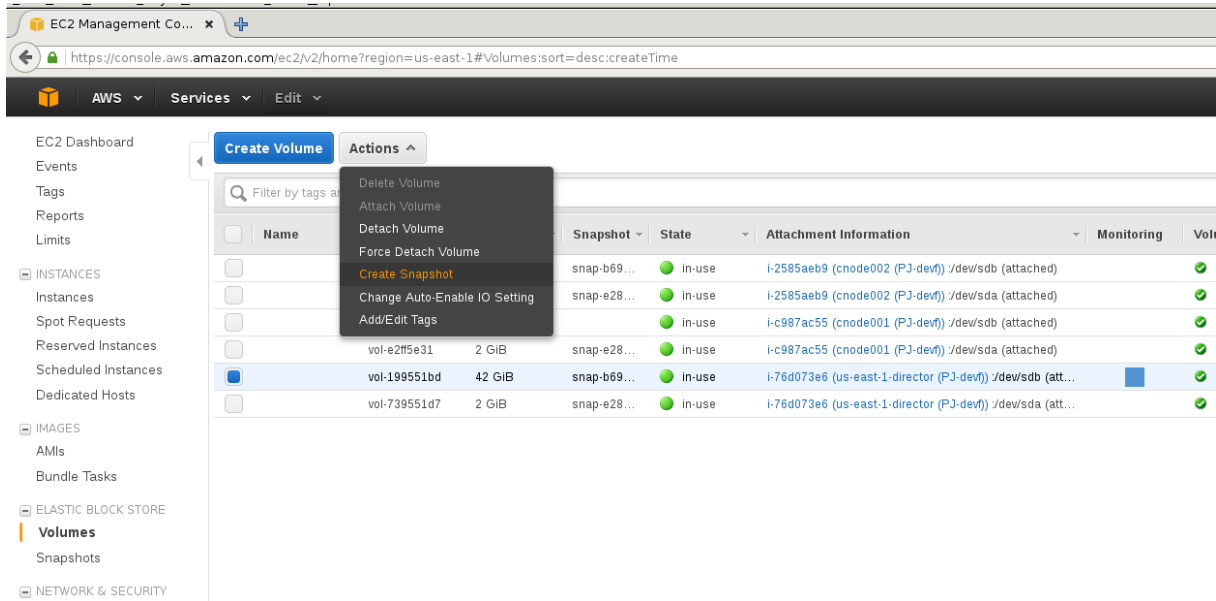 EC2 Management Co...
https://console.aws.amazon.com/ec2/v2/home?region=us-east-1#Volumes:sort=desc:createTime
AWS Services Edit
EC2 Dashboard
Events
Tags
Reports
Limits
INSTANCES
Instances
Spot Requests
Reserved Instances
Scheduled Instances
Dedicated Hosts
IMAGES
AMIs
Bundle Tasks
ELASTIC BLOCK STORE
Volumes
Snapshots
NETWORK & SECURITY
Create Volume Actions
Filter by tags
Delete Volume
Attach Volume
Detach Volume
Force Detach Volume
Create Snapshot
Change Auto-Enable IO Setting
Add/Edit Tags
Name Snapshot State Attachment Information Monitoring
snap-b69... in-use i-2585aeb9 (cnode002 (PJ-devf)):/dev/sdb (attached)
snap-e28... in-use i-2585aeb9 (cnode002 (PJ-devf)):/dev/sda (attached)
in-use i-c987ac55 (cnode001 (PJ-devf)):/dev/sdb (attached)
vol-e2ff5e31 2 GiB snap-e28... in-use i-c987ac55 (cnode001 (PJ-devf)):/dev/sda (attached)
vol-199551bd 42 GiB snap-b69... in-use i-76d073e6 (us-east-1-director (PJ-devf)):/dev/sdb (att...
vol-739551d7 2 GiB snap-e28... in-use i-76d073e6 (us-east-1-director (PJ-devf)):/dev/sda (att...